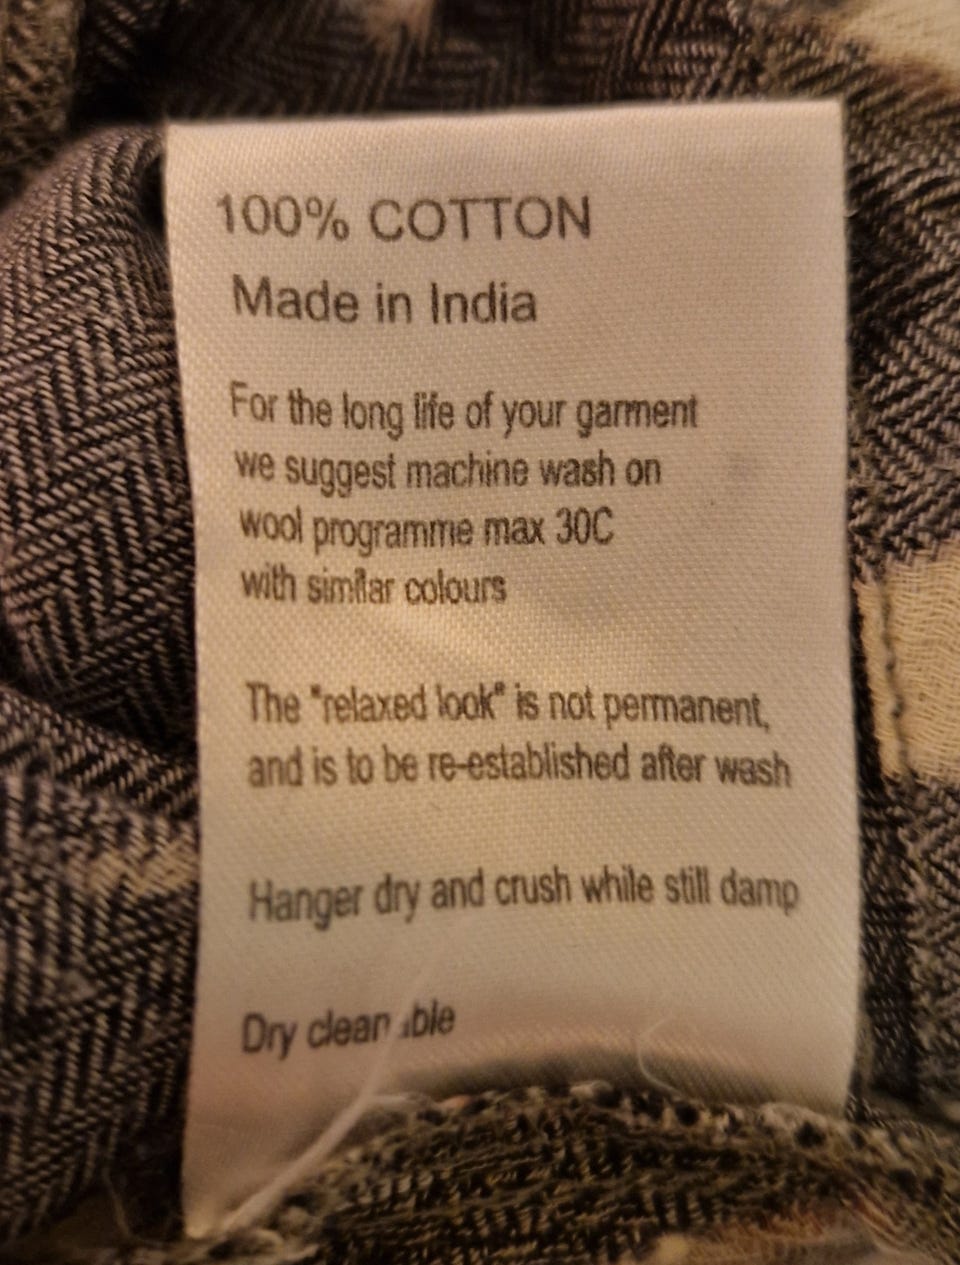 100% COTTON
Made in India
For the long life of your garment
we suggest machine wash on
wool programme max 30C
with similar colours
The "relaxed look" is not permanent,
and is to be re-established after wash
Hanger dry and crush while still damp
Dry cleanable